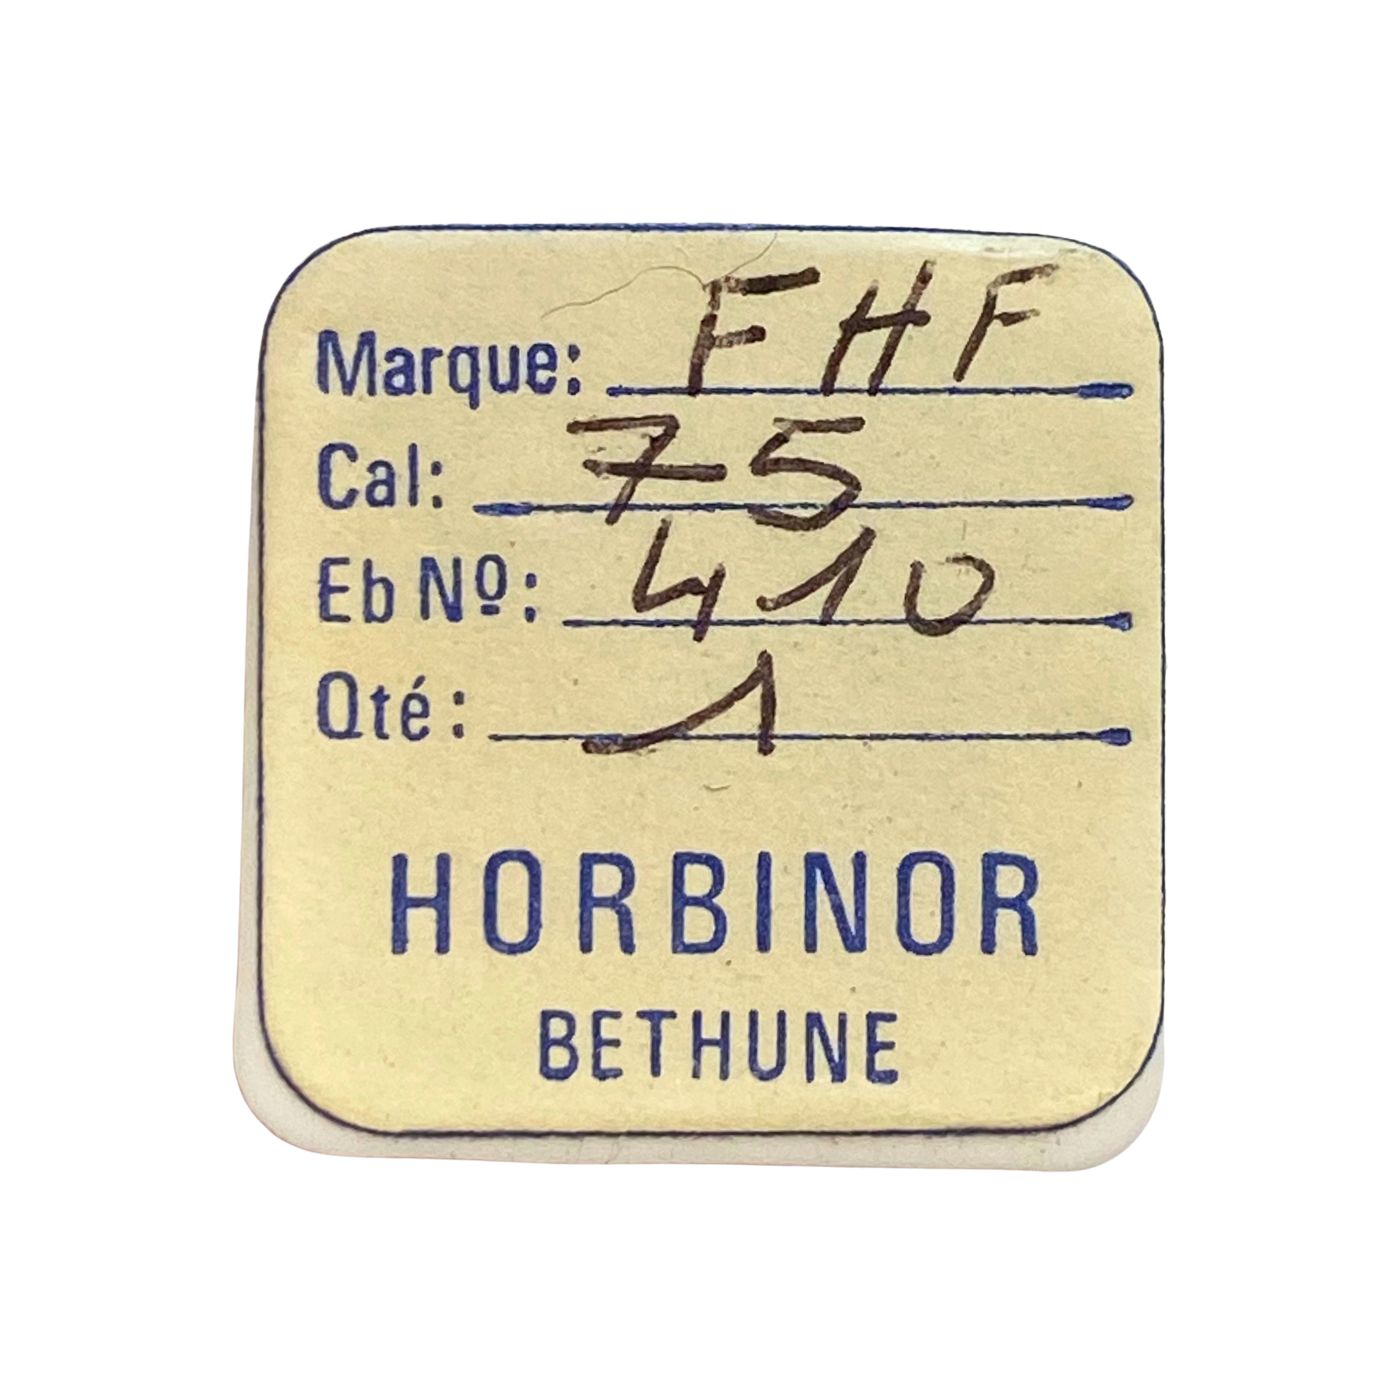 Marque: FHF
Cal: 75
Eb Nº: 410
Qté: 1
HORBINOR
BETHUNE